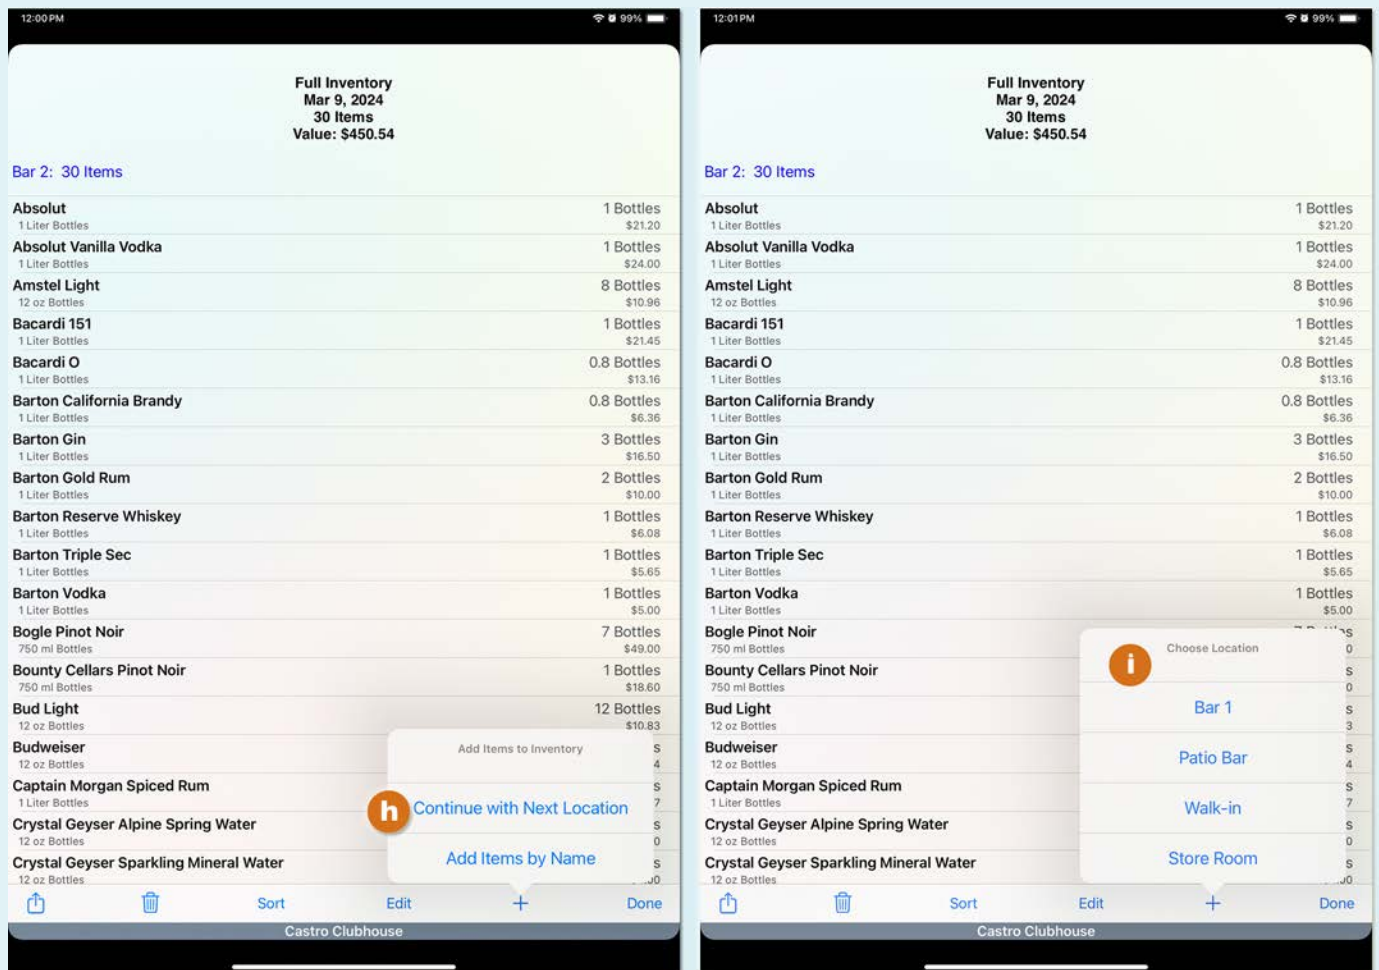 12:00 PM
99%
Full Inventory
Mar 9, 2024
30 Items
Value: $450.54
Bar 2: 30 Items
Absolut 1 Bottles
1 Liter Bottles $21.20
Absolut Vanilla Vodka 1 Bottles
1 Liter Bottles $24.00
Amstel Light 8 Bottles
12 oz Bottles $10.96
Bacardi 151 1 Bottles
1 Liter Bottles $21.45
Bacardi O 0.8 Bottles
1 Liter Bottles $13.16
Barton California Brandy 0.8 Bottles
1 Liter Bottles $6.36
Barton Gin 3 Bottles
1 Liter Bottles $16.50
Barton Gold Rum 2 Bottles
1 Liter Bottles $10.00
Barton Reserve Whiskey 1 Bottles
1 Liter Bottles $6.08
Barton Triple Sec 1 Bottles
1 Liter Bottles $5.65
Barton Vodka 1 Bottles
1 Liter Bottles $5.00
Bogle Pinot Noir 7 Bottles
750 ml Bottles $49.00
Bounty Cellars Pinot Noir 1 Bottles
750 ml Bottles $18.60
Bud Light 12 Bottles
12 oz Bottles $10.83
Budweiser s
12 oz Bottles 4
Captain Morgan Spiced Rum s
1 Liter Bottles 7
Crystal Geyser Alpine Spring Water s
12 oz Bottles 0
Crystal Geyser Sparkling Mineral Water s
12 oz Bottles
Add Items to Inventory
h
Continue with Next Location
Add Items by Name
Sort Edit + Done
Castro Clubhouse
12:01 PM
99%
Full Inventory
Mar 9, 2024
30 Items
Value: $450.54
Bar 2: 30 Items
Absolut 1 Bottles
1 Liter Bottles $21.20
Absolut Vanilla Vodka 1 Bottles
1 Liter Bottles $24.00
Amstel Light 8 Bottles
12 oz Bottles $10.96
Bacardi 151 1 Bottles
1 Liter Bottles $21.45
Bacardi O 0.8 Bottles
1 Liter Bottles $13.16
Barton California Brandy 0.8 Bottles
1 Liter Bottles $6.36
Barton Gin 3 Bottles
1 Liter Bottles $16.50
Barton Gold Rum 2 Bottles
1 Liter Bottles $10.00
Barton Reserve Whiskey 1 Bottles
1 Liter Bottles $6.08
Barton Triple Sec 1 Bottles
1 Liter Bottles $5.65
Barton Vodka 1 Bottles
1 Liter Bottles $5.00
Bogle Pinot Noir
750 ml Bottles 0
Bounty Cellars Pinot Noir s
750 ml Bottles 0
Bud Light s
12 oz Bottles 3
Budweiser s
12 oz Bottles 4
Captain Morgan Spiced Rum s
1 Liter Bottles 7
Crystal Geyser Alpine Spring Water s
12 oz Bottles 0
Crystal Geyser Sparkling Mineral Water s
12 oz Bottles
i
Choose Location
Bar 1
Patio Bar
Walk-in
Store Room
Sort Edit + Done
Castro Clubhouse